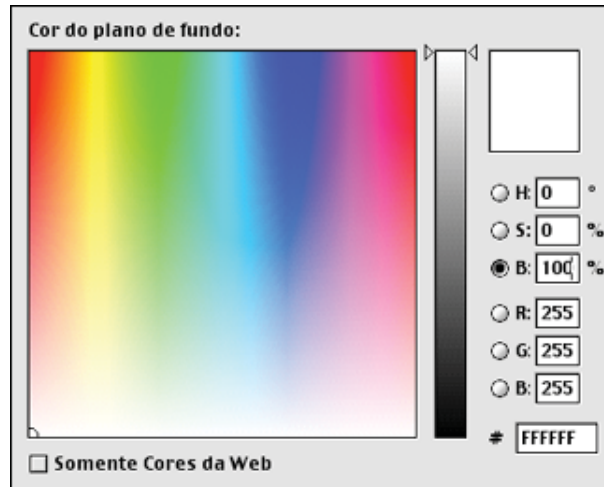 Cor do plano de fundo:
H: 0 °
S: 0 %
B: 100 %
R: 255
G: 255
B: 255
# FFFFFF
Somente Cores da Web